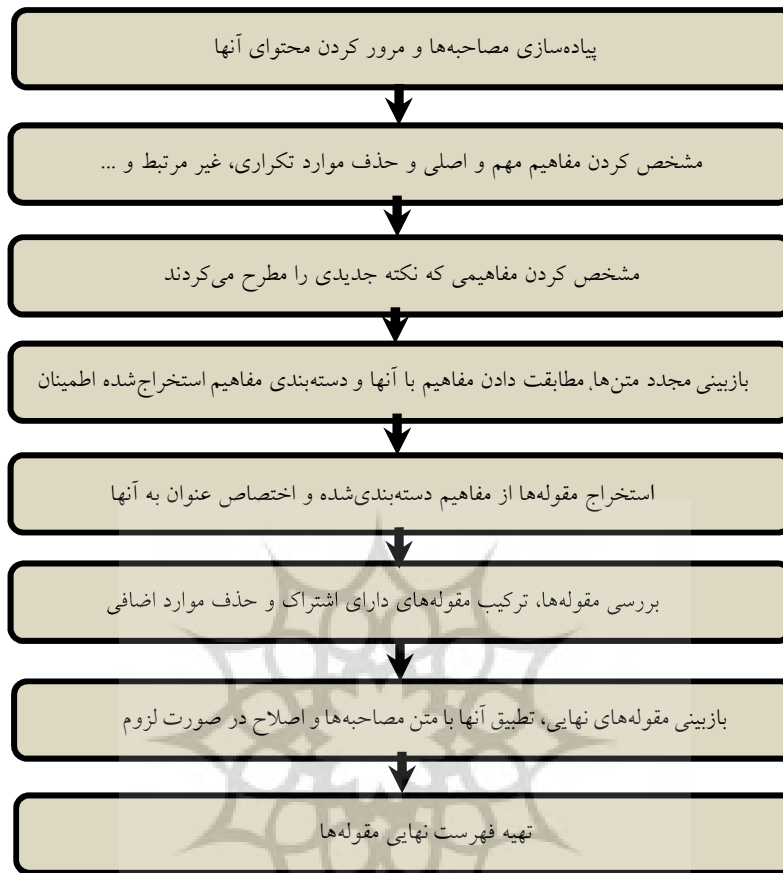 پیاده‌سازی مصاحبه‌ها و مرور کردن محتوای آنها
مشخص کردن مفاهیم مهم و اصلی و حذف موارد تکراری، غیر مرتبط و ...
مشخص کردن مفاهیمی که نکته جدیدی را مطرح می‌کردند
بازبینی مجدد متن‌ها، مطابقت دادن مفاهیم با آنها و دسته‌بندی مفاهیم استخراج‌شده اطمینان
استخراج مقوله‌ها از مفاهیم دسته‌بندی‌شده و اختصاص عنوان به آنها
بررسی مقوله‌ها، ترکیب مقوله‌های دارای اشتراک و حذف موارد اضافی
بازبینی مقوله‌های نهایی، تطبیق آنها با متن مصاحبه‌ها و اصلاح در صورت لزوم
تهیه فهرست نهایی مقوله‌ها